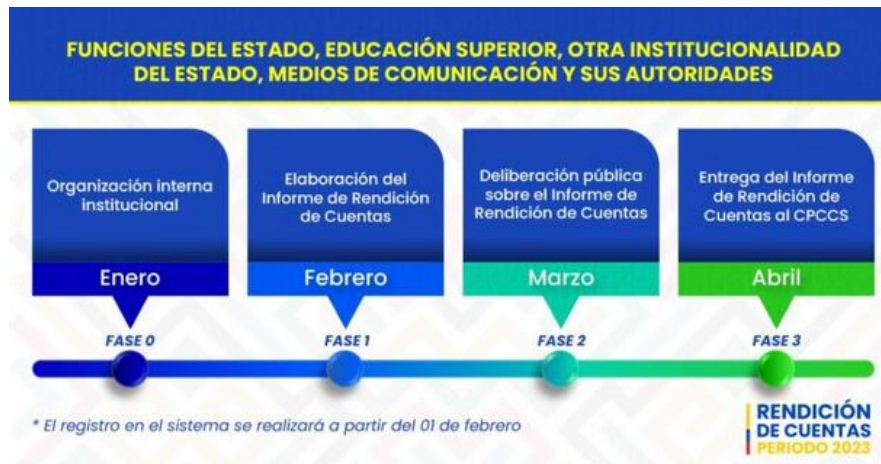 FUNCIONES DEL ESTADO, EDUCACIÓN SUPERIOR, OTRA INSTITUCIONALIDAD
DEL ESTADO, MEDIOS DE COMUNICACIÓN Y SUS AUTORIDADES
Organización interna
institucional
Enero
FASE 0
Elaboración del
Informe de Rendición
de Cuentas
Febrero
FASE 1
Deliberación pública
sobre el Informe de
Rendición de Cuentas
Marzo
FASE 2
Entrega del Informe
de Rendición de
Cuentas al CPCCS
Abril
FASE 3
* El registro en el sistema se realizará a partir del 01 de febrero
RENDICIÓN
DE CUENTAS
PERIODO 2023